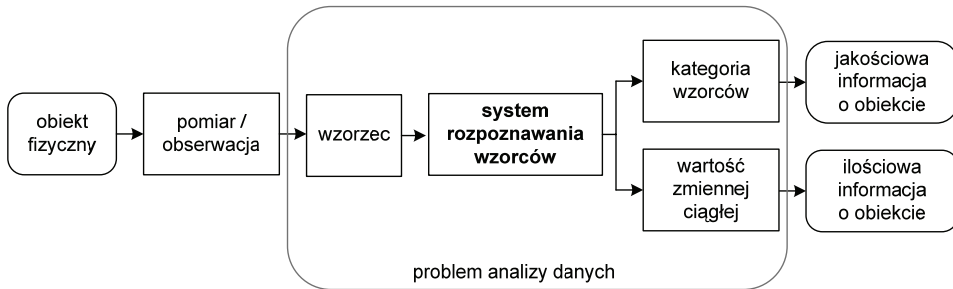 obiekt
fizyczny
pomiar /
obserwacja
wzorzec
system
rozpoznawania
wzorców
kategoria
wzorców
jakościowa
informacja
o obiekcie
wartość
zmiennej
ciągłej
ilościowa
informacja
o obiekcie
problem analizy danych